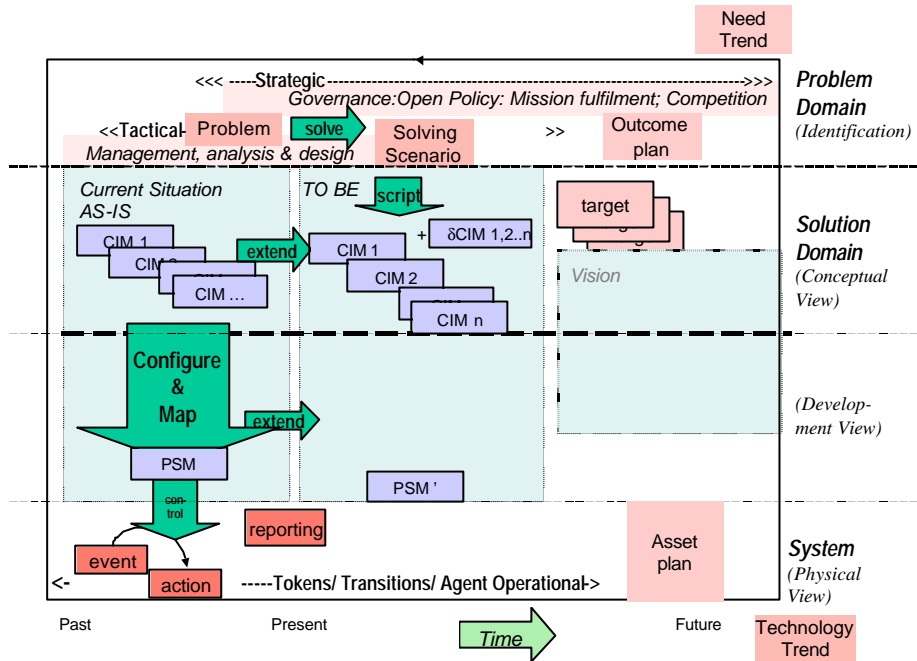 Need
Trend
<<< -----Strategic------------------------------------------------------------>>>
Governance:Open Policy: Mission fulfilment; Competition
Problem
Domain
(Identification)
<<Tactical-
Problem
solve
Solving
Scenario
>>
Outcome
plan
Management, analysis & design
Current Situation
AS-IS
TO BE
script
target
CIM 1
extend
CIM 1
+
δCIM 1,2..n
CIM 2
CIM …
CIM n
Vision
Solution
Domain
(Conceptual
View)
Configure
&
Map
extend
(Develop-
ment View)
PSM
PSM '
con-
trol
reporting
event
action
Asset
plan
System
(Physical
View)
<-
-----Tokens/ Transitions/ Agent Operational->
Past
Present
Time
Future
Technology
Trend